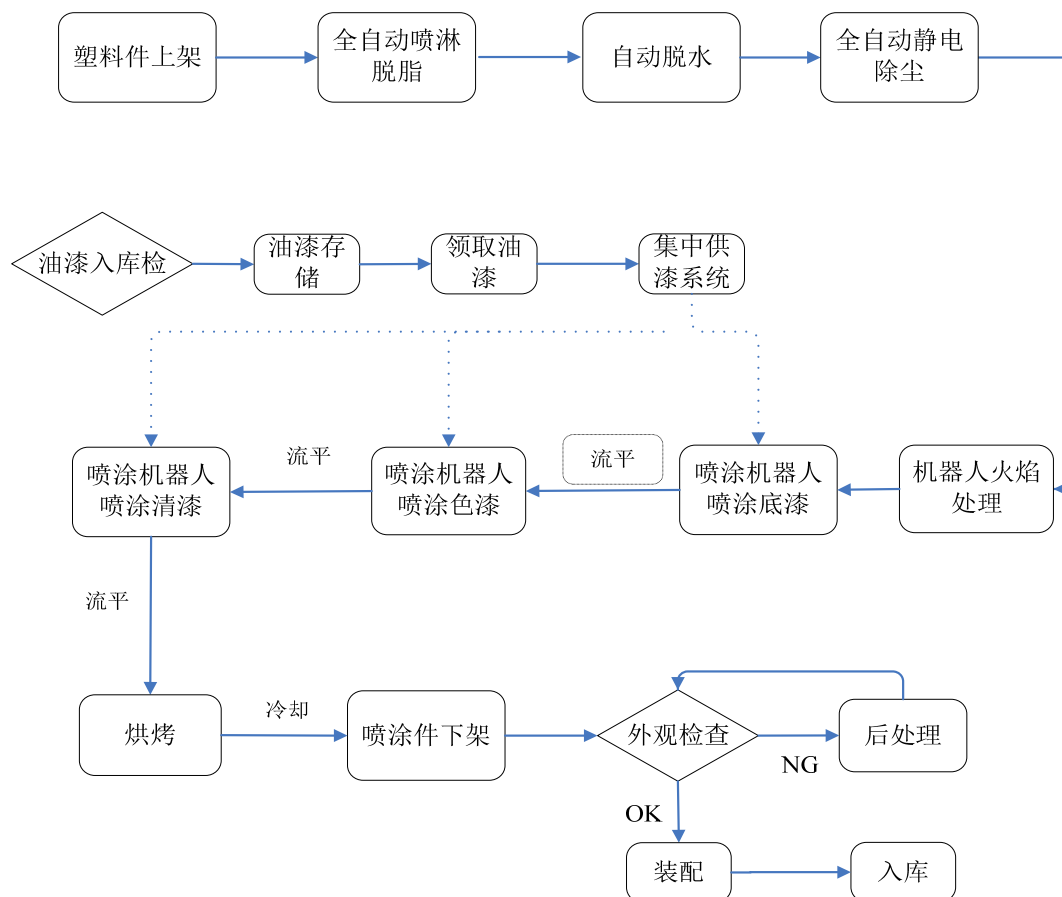 塑料件上架
全自动喷淋
脱脂
自动脱水
全自动静电
除尘
油漆入库检
油漆存
储
领取油
漆
集中供
漆系统
喷涂机器人
喷涂清漆
流平
喷涂机器人
喷涂色漆
流平
喷涂机器人
喷涂底漆
机器人火焰
处理
流平
烘烤
冷却
喷涂件下架
外观检查
NG
后处理
OK
装配
入库